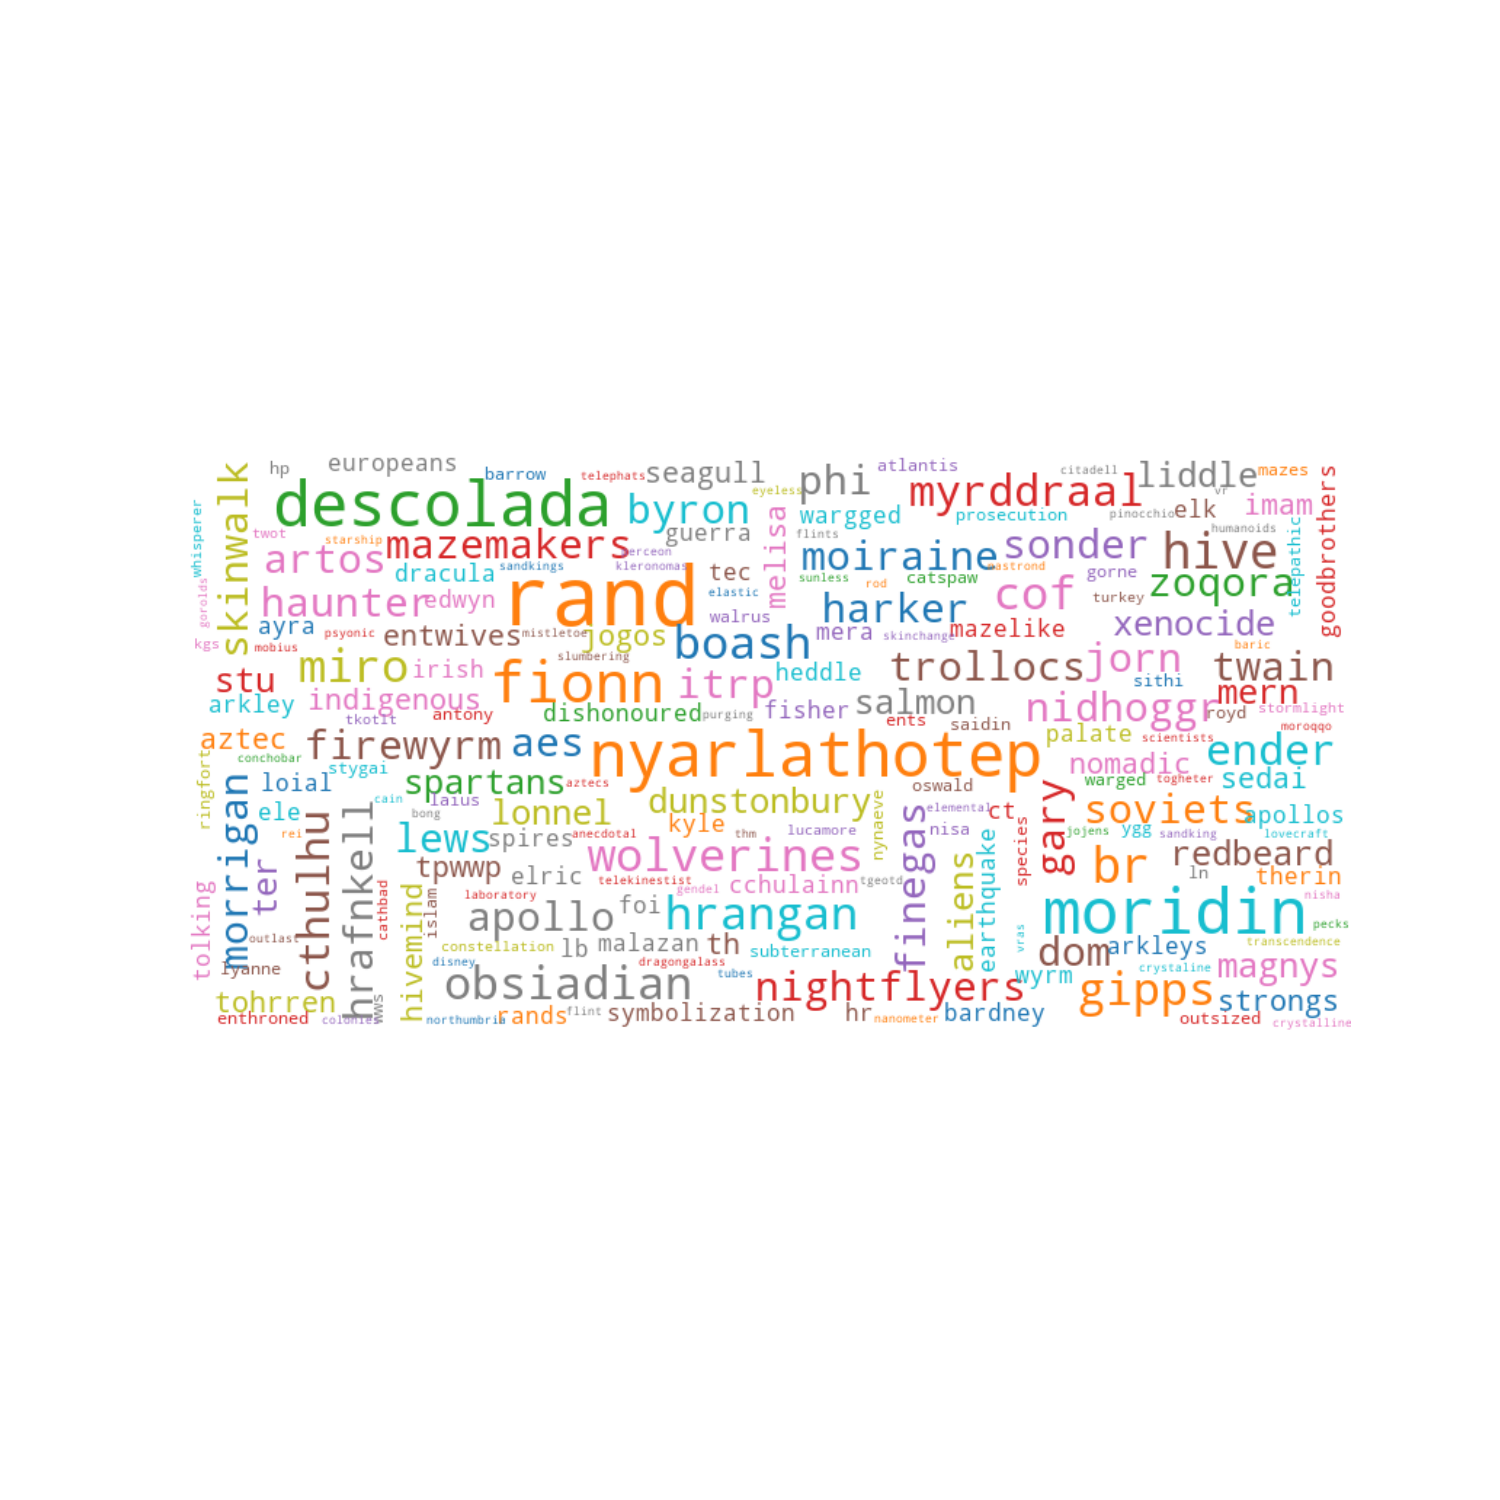 hp
europeans
barrow
telephats
seagull
eyeless
phi
atlantis
citadell
liddle
mazes
skinwalk
descolada
byron
myrddraal
vr
goodbrothers
whisperer
twot
starship
artos
mazemakers
guerra
melisa
wargged
prosecution
pinocchio
elk
imam
flints
humanoids
telepathic
dracula
sandkings
kleronomas
rand
tec
moiraine
sonder
hive
gorne
zoqora
gorolds
haunter
edwyn
elastic
sunless
rod
catspaw
cof
turkey
ayra
psyonic
entwives
mistletoe
jogos
walrus
harker
xenocide
kgs
mobius
boash
mera
skinchange
mazelike
baric
slumbering
miro
irish
fionn
itrp
heddle
trollocs
jorn
twain
stu
sithi
mern
arkley
indigenous
salmon
nidhoggr
royd
stormlight
tkotlt
antony
dishonoured
purging
fisher
ents
saidin
moroqqo
aztec
firewyrm
aes
nyarlathotep
palate
scientists
ender
conchobar
stygai
ringfort
nomadic
loial
spartans
aztecs
oswald
warged
togheter
sedai
morrigan
cain
laius
ele
bong
lonnel
dunstonbury
nynaeve
elemental
ct
gary
soviets
apollos
rei
cthulhu
hrafnkell
lews
spires
anecdotal
kyle
thm
lucamore
finegas
nisa
jojens
ygg
sandking
lovecraft
ter
tpwwp
elric
wolverines
aliens
earthquake
species
br
redbeard
ln
therin
tolking
cathbad
hivemind
islam
telekinestist
gendel
cchulainn
tgeotd
nisha
laboratory
apollo
foi
hrangan
moridin
pecks
outlast
constellation
lb
malazan
th
subterranean
vras
dom
arkleys
transcendence
lyanne
disney
dragongalass
tubes
wyrm
crystaline
magnys
tohrren
wws
obsiadian
nightflyers
gipps
strongs
enthroned
colonies
northumbria
rands
flint
symbolization
hr
nanometer
bardney
outsized
crystalline